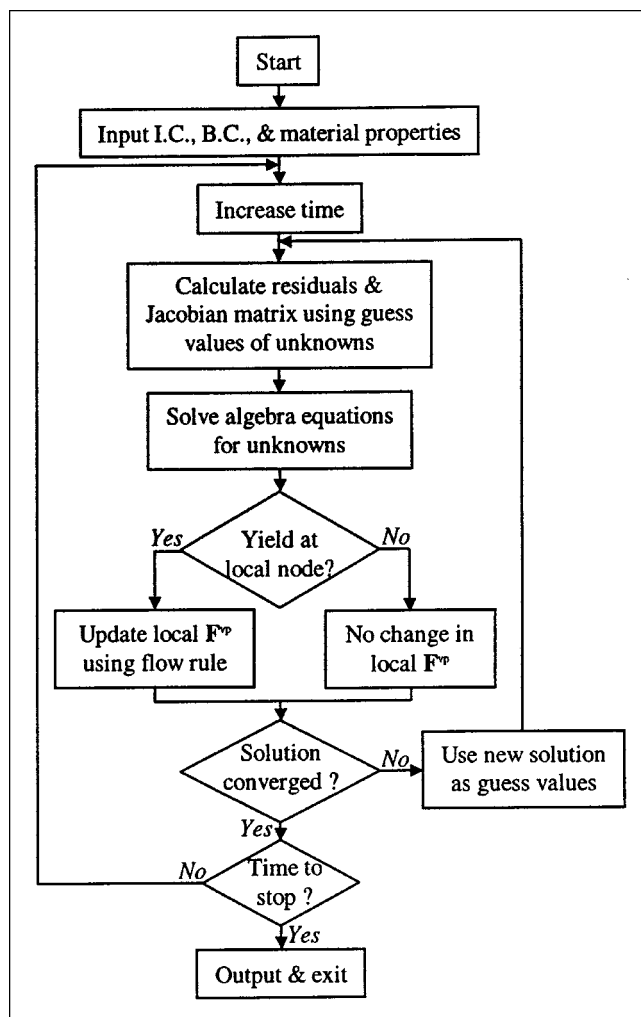 Start
Input I.C., B.C., & material properties
Increase time
Calculate residuals &
Jacobian matrix using guess
values of unknowns
Solve algebra equations
for unknowns
Yes
Yield at
local node?
No
Update local F^vp
using flow rule
No change in
local F^vp
Solution
converged ?
No
Use new solution
as guess values
Yes
No
Time to
stop ?
Yes
Output & exit